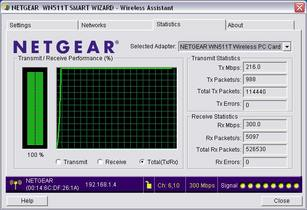 NETGEAR WN511T SMART WIZARD - Wireless Assistant
Settings
Networks
Statistics
About
NETGEAR
Selected Adapter: NETGEAR WN511T Wireless PC Card
Transmit / Receive Performance (%)
100 %
Transmit
Receive
Total(Tx/Rx)
Transmit Statistics
Tx Mbps: 216.0
Tx Packets/s: 988
Total Tx Packets: 114440
Tx Errors: 0
Receive Statistics
Rx Mbps: 300.0
Rx Packets/s: 5097
Total Rx Packets: 526530
Rx Errors: 0
NETGEAR
(00:14:6C:DF:26:1A)
192.168.1.4
Ch: 6,10
300 Mbps
Signal
Help
Close